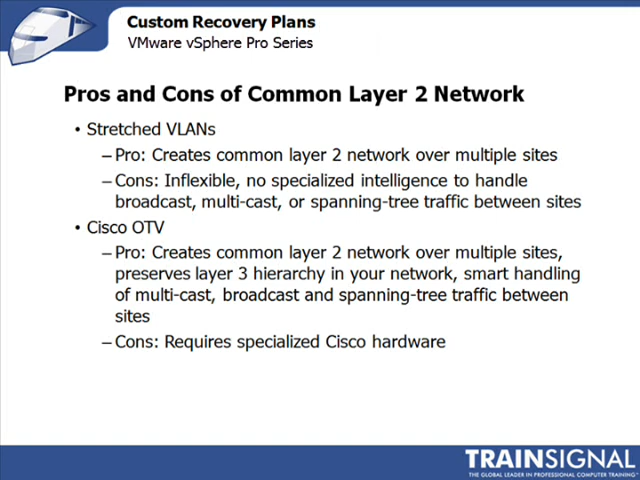 Custom Recovery Plans
VMware vSphere Pro Series
Pros and Cons of Common Layer 2 Network
• Stretched VLANs
– Pro: Creates common layer 2 network over multiple sites
– Cons: Inflexible, no specialized intelligence to handle
broadcast, multi-cast, or spanning-tree traffic between sites
• Cisco OTV
– Pro: Creates common layer 2 network over multiple sites,
preserves layer 3 hierarchy in your network, smart handling
of multi-cast, broadcast and spanning-tree traffic between
sites
– Cons: Requires specialized Cisco hardware
TRAINSIGNAL
THE GLOBAL LEADER IN PROFESSIONAL COMPUTER TRAINING